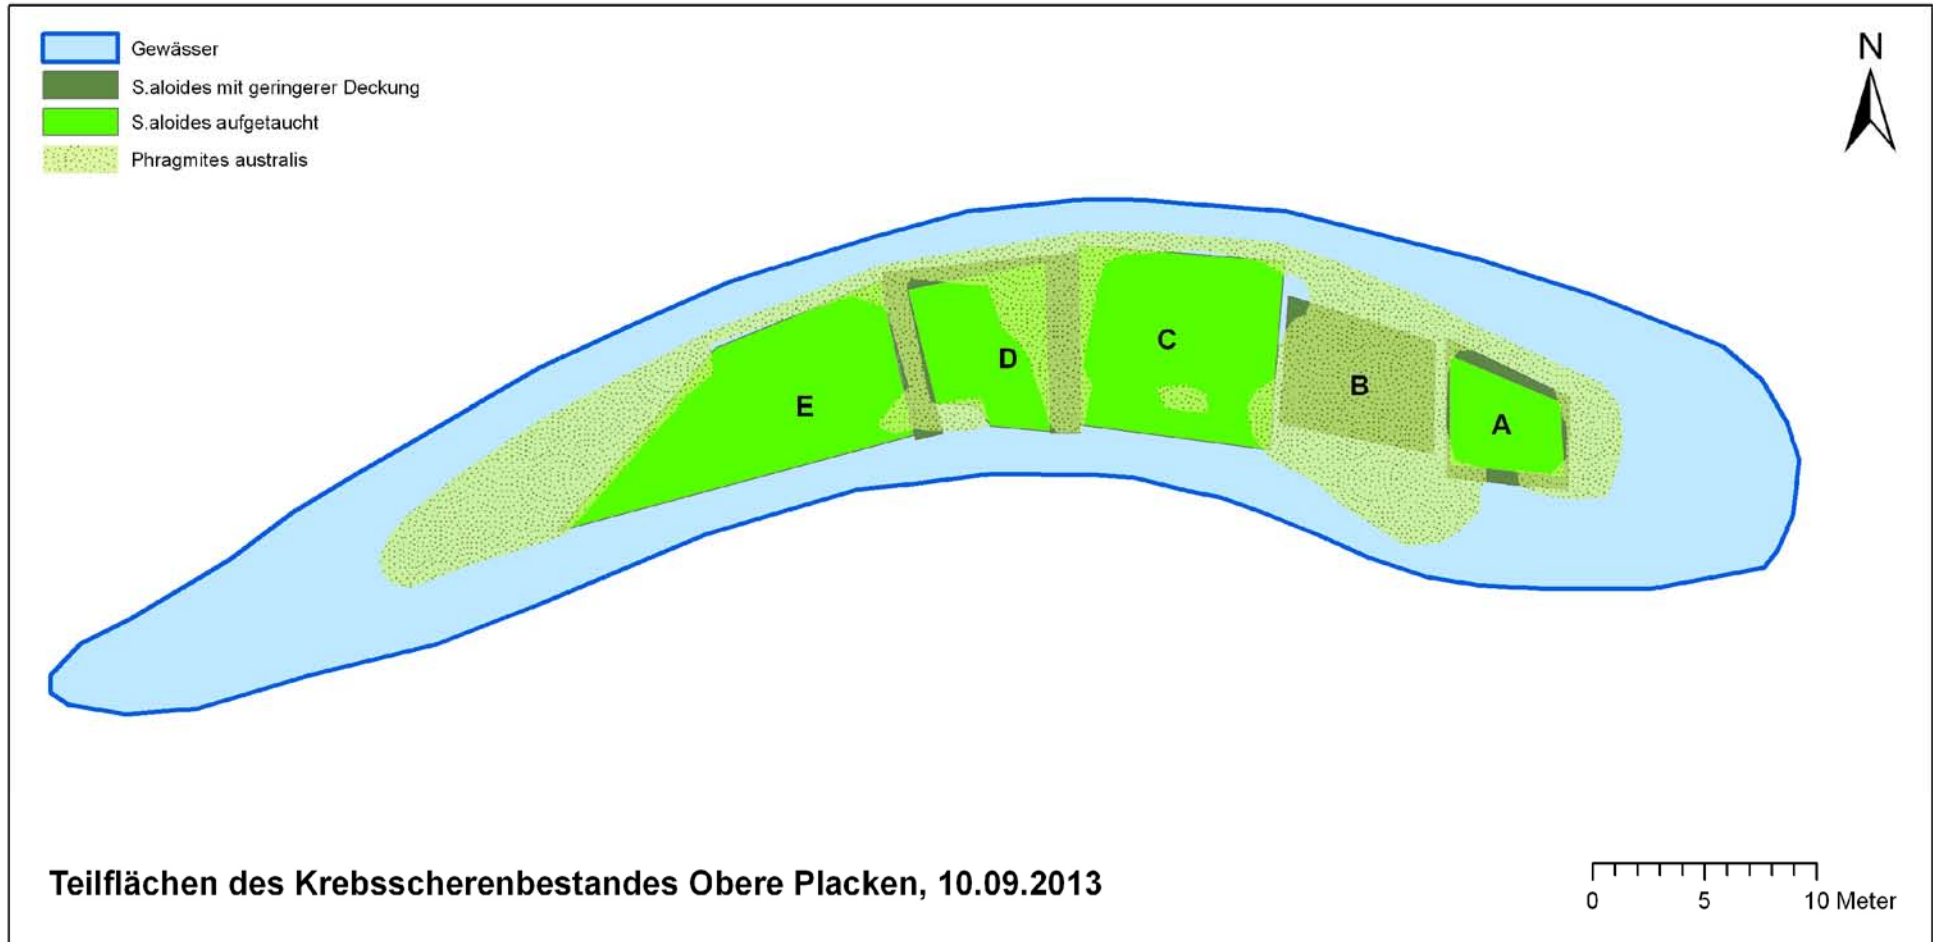 Gewässer
S.aloides mit geringerer Deckung
S.aloides aufgetaucht
Phragmites australis
N
C
D
B
E
A
Teilflächen des Krebsscherenbestandes Obere Placken, 10.09.2013
0 5 10 Meter